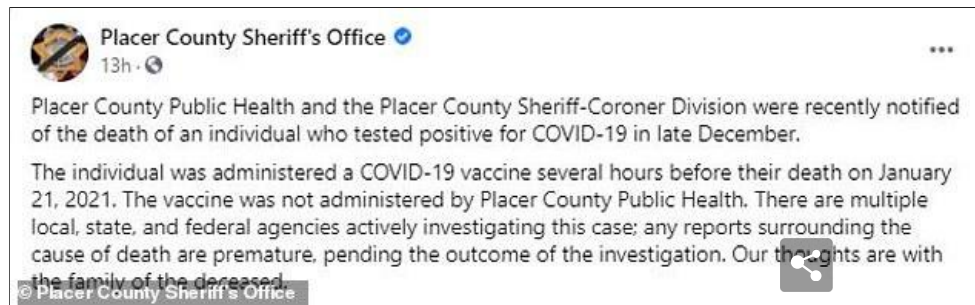 Placer County Sheriff's Office
13h
Placer County Public Health and the Placer County Sheriff-Coroner Division were recently notified
of the death of an individual who tested positive for COVID-19 in late December.
The individual was administered a COVID-19 vaccine several hours before their death on January
21, 2021. The vaccine was not administered by Placer County Public Health. There are multiple
local, state, and federal agencies actively investigating this case; any reports surrounding the
cause of death are premature, pending the outcome of the investigation. Our thoughts are with
the family of the deceased.
© Placer County Sheriff's Office